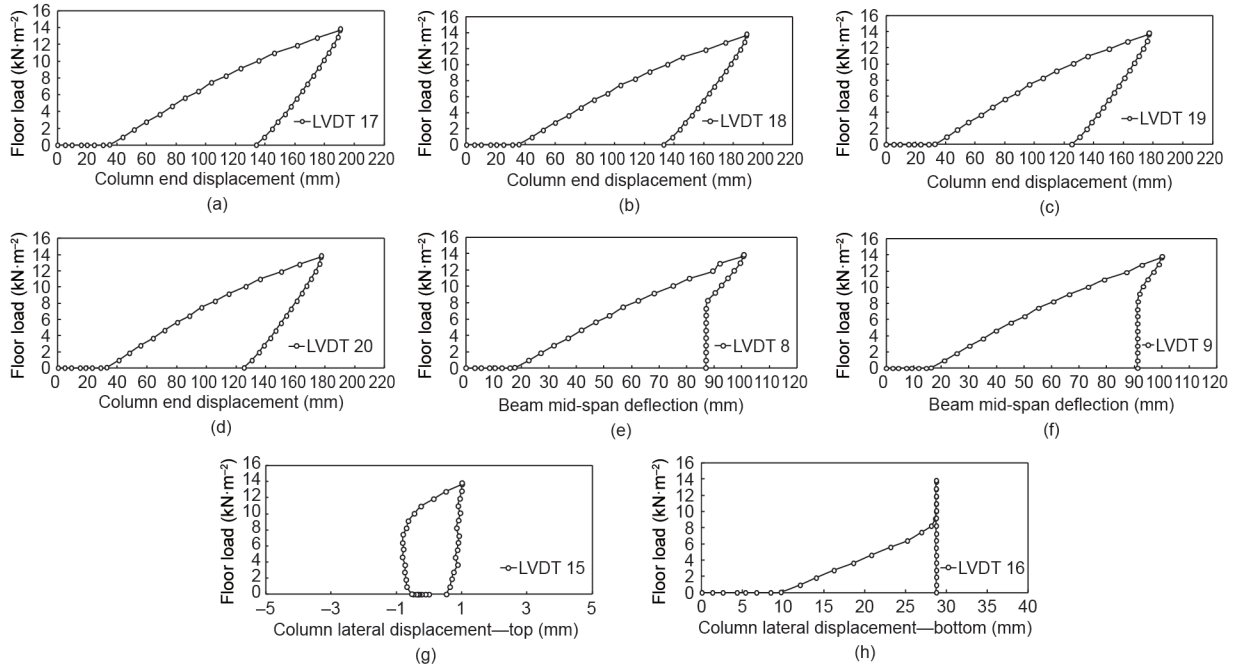 16
14
12
10
8
6
4
2
0
Floor load (kN·m⁻²)
LVDT 17
0 20 40 60 80 100 120 140 160 180 200 220
Column end displacement (mm)
(a)
16
14
12
10
8
6
4
2
0
Floor load (kN·m⁻²)
LVDT 18
0 20 40 60 80 100 120 140 160 180 200 220
Column end displacement (mm)
(b)
16
14
12
10
8
6
4
2
0
Floor load (kN·m⁻²)
LVDT 19
0 20 40 60 80 100 120 140 160 180 200 220
Column end displacement (mm)
(c)
16
14
12
10
8
6
4
2
0
Floor load (kN·m⁻²)
LVDT 20
0 20 40 60 80 100 120 140 160 180 200 220
Column end displacement (mm)
(d)
16
14
12
10
8
6
4
2
0
Floor load (kN·m⁻²)
LVDT 8
0 10 20 30 40 50 60 70 80 90 100 110 120
Beam mid-span deflection (mm)
(e)
16
14
12
10
8
6
4
2
0
Floor load (kN·m⁻²)
LVDT 9
0 10 20 30 40 50 60 70 80 90 100 110 120
Beam mid-span deflection (mm)
(f)
16
14
12
10
8
6
4
2
0
Floor load (kN·m⁻²)
LVDT 15
−5 −3 −1 1 3 5
Column lateral displacement—top (mm)
(g)
16
14
12
10
8
6
4
2
0
Floor load (kN·m⁻²)
LVDT 16
0 5 10 15 20 25 30 35 40
Column lateral displacement—bottom (mm)
(h)